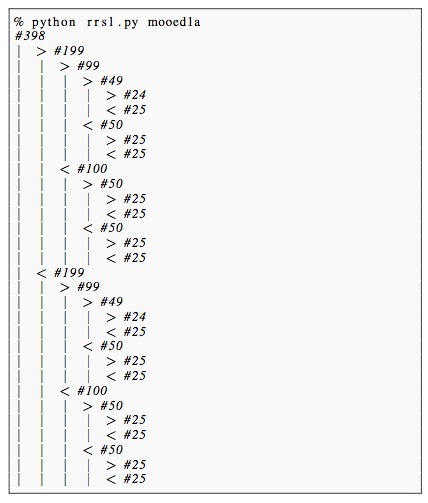 % python rrsl.py mooed1a
#398
| > #199
| | > #99
| | | > #49
| | | | > #24
| | | | < #25
| | | < #50
| | | | > #25
| | | | < #25
| | < #100
| | | > #50
| | | | > #25
| | | | < #25
| | | < #50
| | | | > #25
| | | | < #25
| < #199
| | > #99
| | | > #49
| | | | > #24
| | | | < #25
| | | < #50
| | | | > #25
| | | | < #25
| | < #100
| | | > #50
| | | | > #25
| | | | < #25
| | | < #50
| | | | > #25
| | | | < #25